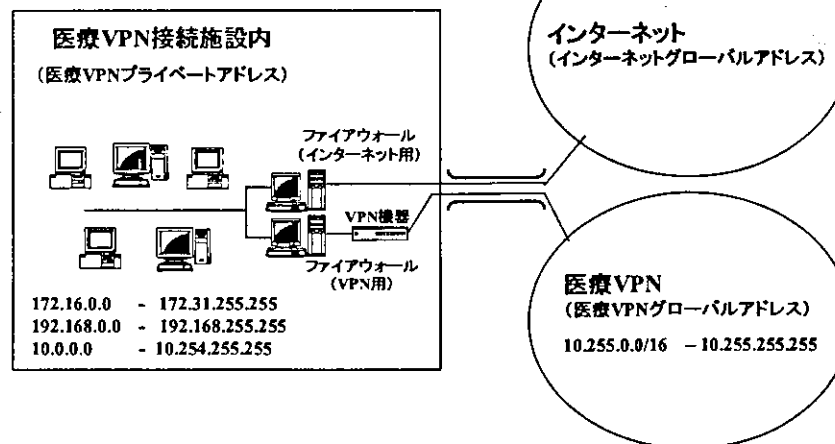 医療VPN接続施設内
(医療VPNプライベートアドレス)
ファイアウォール
(インターネット用)
VPN機器
ファイアウォール
(VPN用)
172.16.0.0 - 172.31.255.255
192.168.0.0 - 192.168.255.255
10.0.0.0 - 10.254.255.255
インターネット
(インターネットグローバルアドレス)
医療VPN
(医療VPNグローバルアドレス)
10.255.0.0/16 - 10.255.255.255